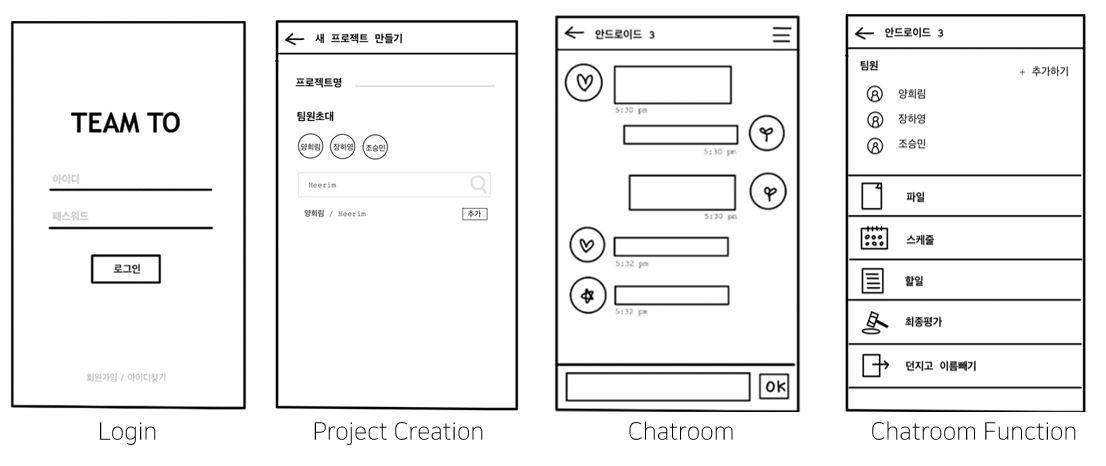 TEAM TO
아이디
패스워드
로그인
회원가입 / 아이디찾기
Login
새 프로젝트 만들기
프로젝트명
팀원초대
양희림 장하영 조승민
Heerim
양희림 / Heerim 추가
Project Creation
안드로이드 3
5:30 pm
5:30 pm
5:30 pm
5:32 pm
5:32 pm
OK
Chatroom
안드로이드 3
팀원
+ 추가하기
양희림
장하영
조승민
파일
스케줄
할일
최종평가
던지고 이름빼기
Chatroom Function